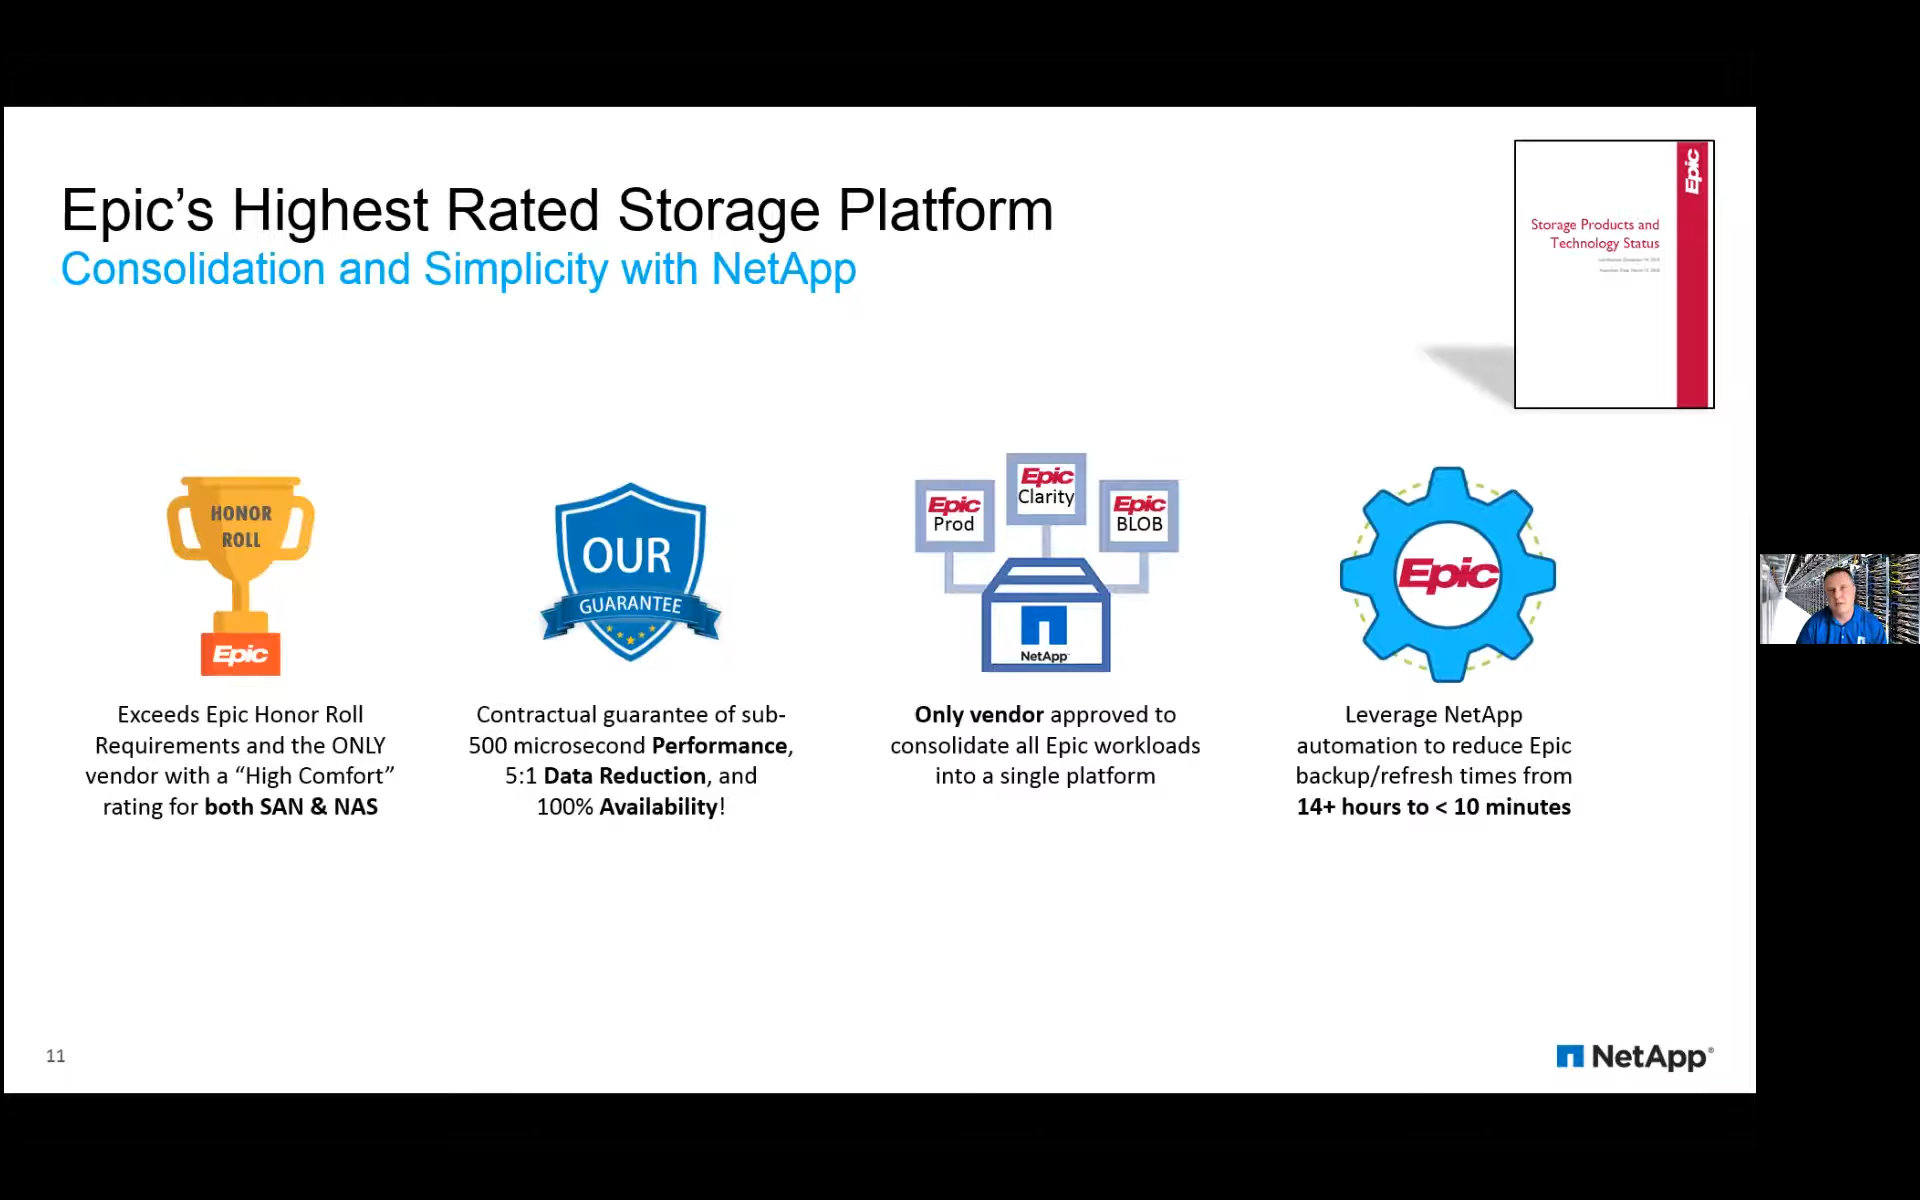 Epic’s Highest Rated Storage Platform
Consolidation and Simplicity with NetApp
Epic
Storage Products and
Technology Status
HONOR
ROLL
Epic
Exceeds Epic Honor Roll
Requirements and the ONLY
vendor with a “High Comfort”
rating for both SAN & NAS
OUR
GUARANTEE
Contractual guarantee of sub-
500 microsecond Performance,
5:1 Data Reduction, and
100% Availability!
Epic
Prod
Epic
Clarity
Epic
BLOB
NetApp
Only vendor approved to
consolidate all Epic workloads
into a single platform
Epic
Leverage NetApp
automation to reduce Epic
backup/refresh times from
14+ hours to < 10 minutes
11
NetApp®